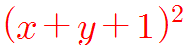 (x + y + 1)²